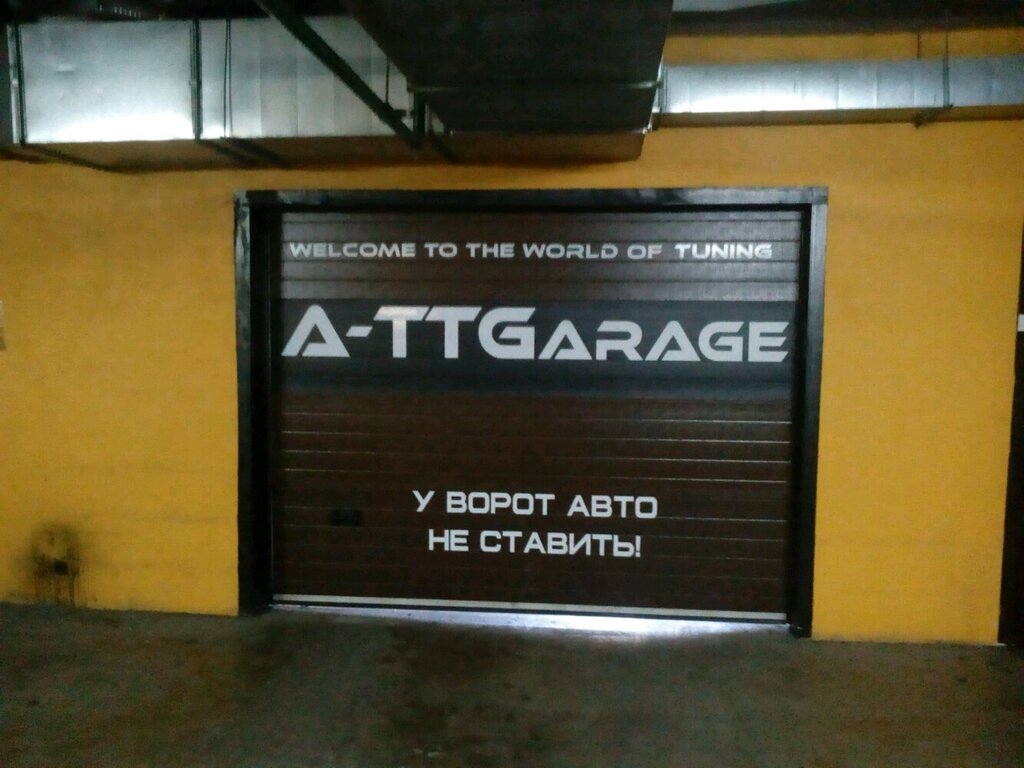 WELCOME TO THE WORLD OF TUNING
A-TTGARAGE
У ВОРОТ АВТО
НЕ СТАВИТЬ!